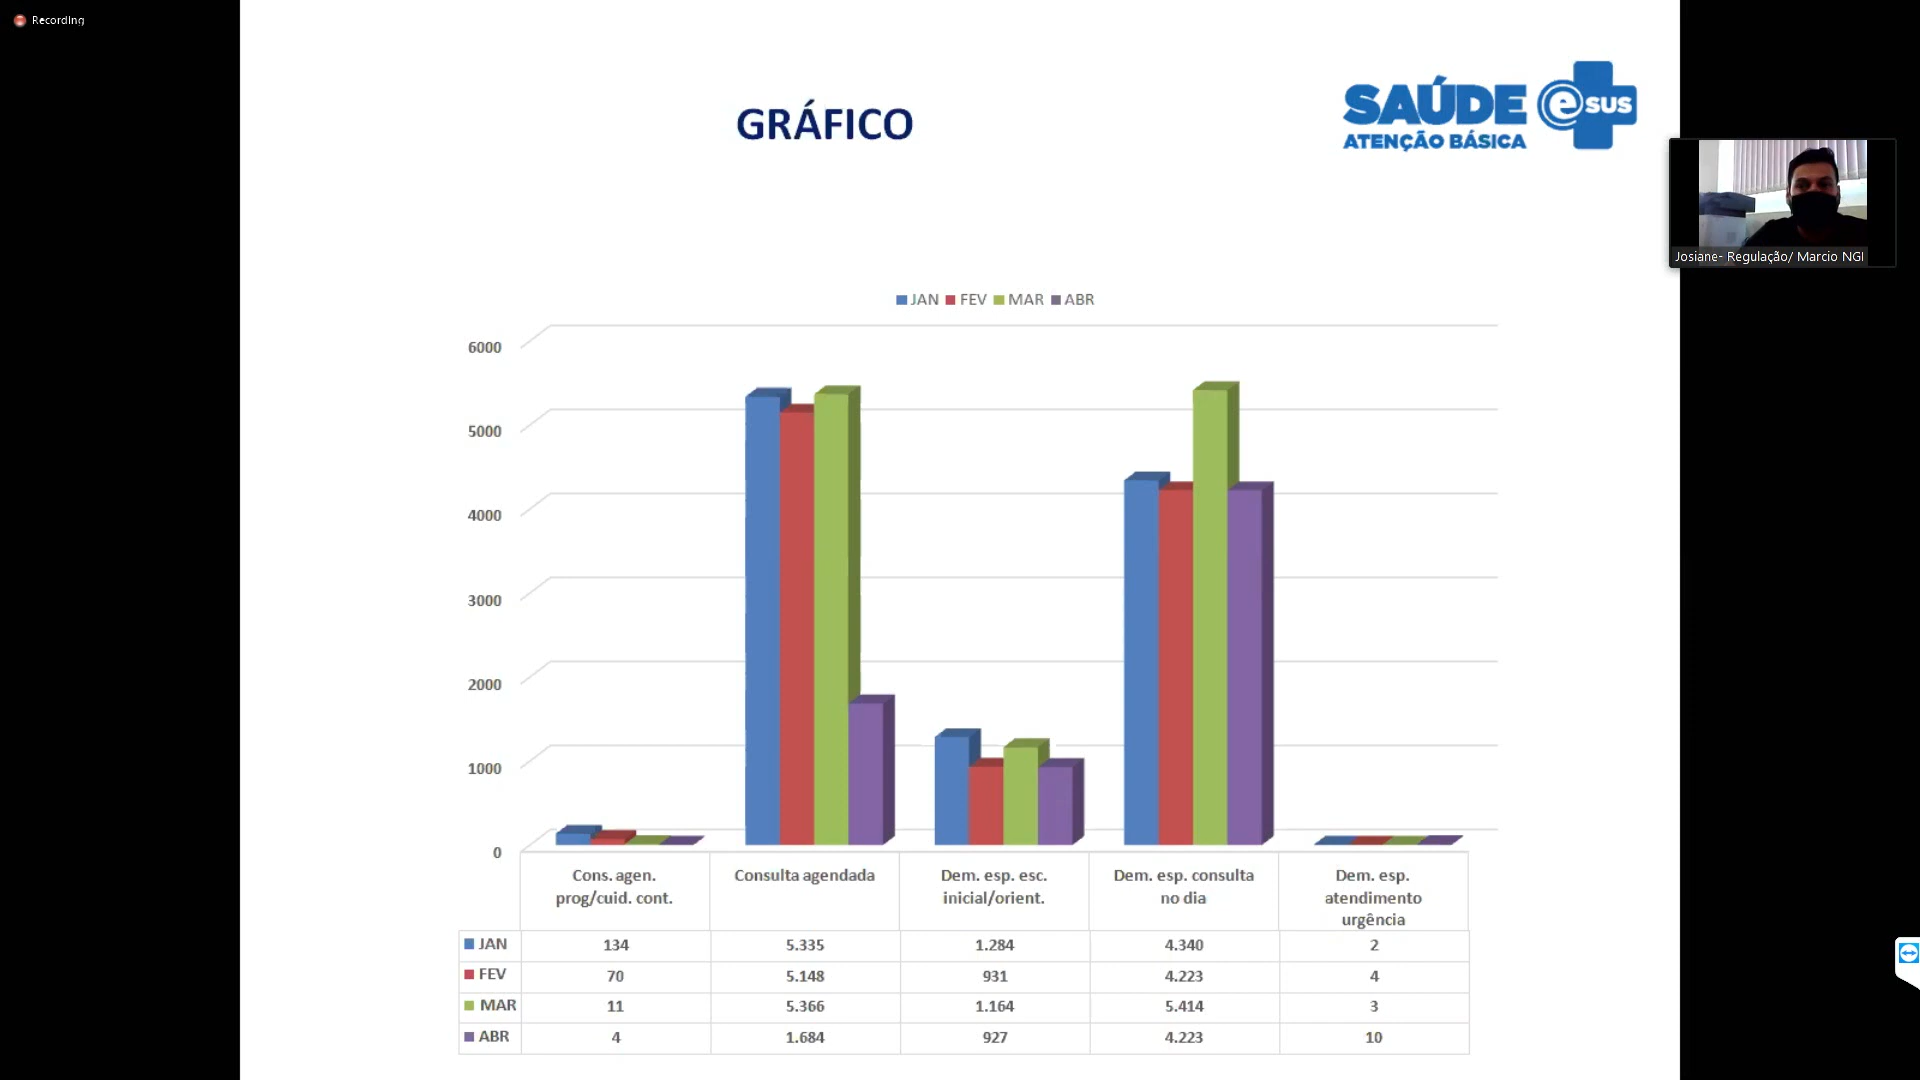 Recording
GRÁFICO
SAÚDE e SUS
ATENÇÃO BÁSICA
Josiane- Regulação/ Marcio NGI
JAN FEV MAR ABR
6000
5000
4000
3000
2000
1000
0
Cons. agen. prog/cuid. cont.
Consulta agendada
Dem. esp. esc. inicial/orient.
Dem. esp. consulta no dia
Dem. esp. atendimento urgência
JAN 134 5.335 1.284 4.340 2
FEV 70 5.148 931 4.223 4
MAR 11 5.366 1.164 5.414 3
ABR 4 1.684 927 4.223 10